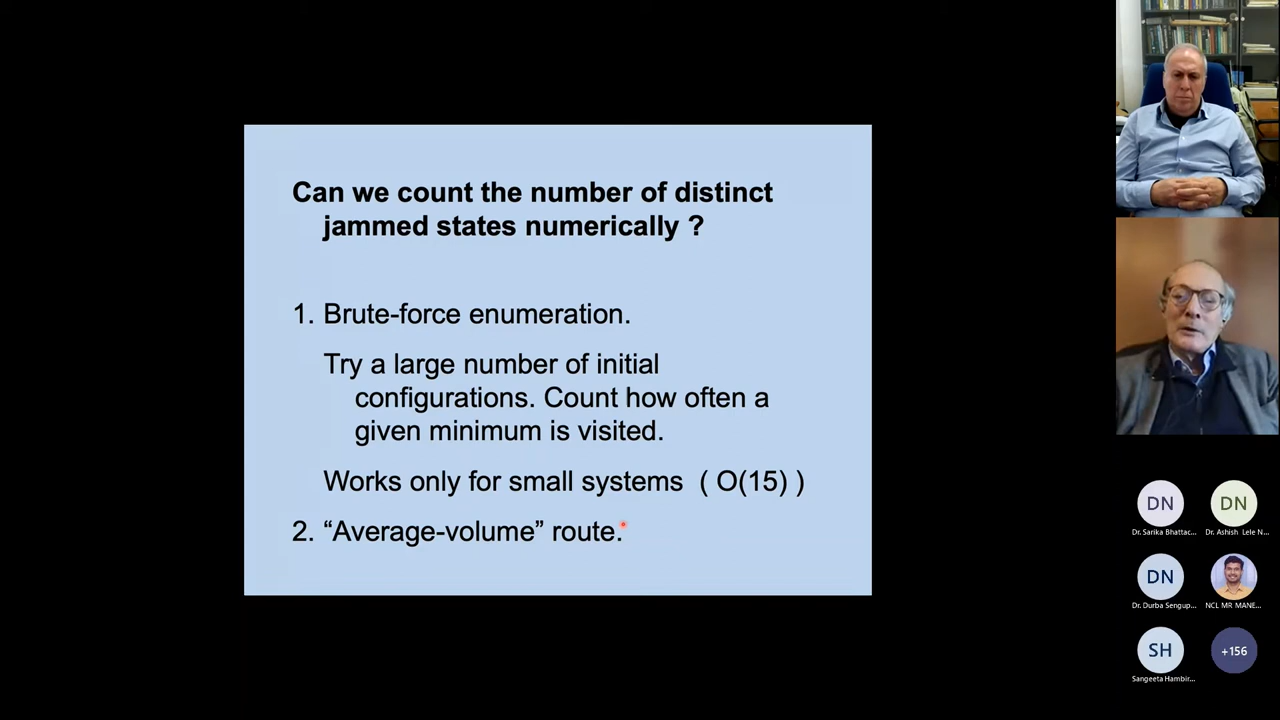 Can we count the number of distinct
jammed states numerically ?
1. Brute-force enumeration.
Try a large number of initial
configurations. Count how often a
given minimum is visited.
Works only for small systems ( O(15) )
2. “Average-volume” route.
DN
DN
Dr. Sarika Bhattac...
Dr. Ashish Lele N...
DN
Dr. Durba Sengup...
NCL MR MANE...
SH
+156
Sangeeta Hambir...